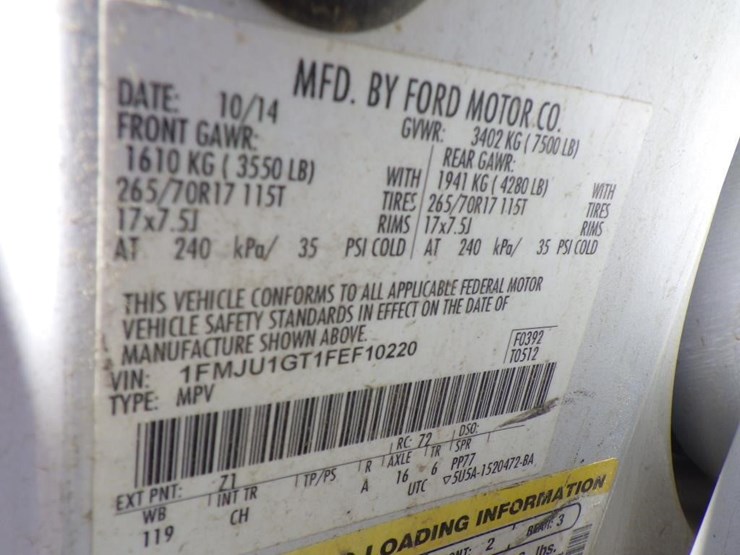 MFD. BY FORD MOTOR CO.
DATE: 10/14 GVWR: 3402 KG ( 7500 LB)
FRONT GAWR: REAR GAWR:
1610 KG ( 3550 LB) WITH 1941 KG ( 4280 LB) WITH
265/70R17 115T TIRES 265/70R17 115T TIRES
17x7.5J RIMS 17x7.5J RIMS
AT 240 kPa/ 35 PSI COLD AT 240 kPa/ 35 PSI COLD
THIS VEHICLE CONFORMS TO ALL APPLICABLE FEDERAL MOTOR
VEHICLE SAFETY STANDARDS IN EFFECT ON THE DATE OF
MANUFACTURE SHOWN ABOVE.
VIN: 1FMJU1GT1FEF10220 F0392
TYPE: MPV T0512
EXT PNT: Z1 RC: 72 DSO:
WB INT TR TP/PS R AXLE TR SPR
119 CH A 16 6 PP77
UTC ▽5U5A-1520472-BA
LOADING INFORMATION
2 REAR: 3
lbs.